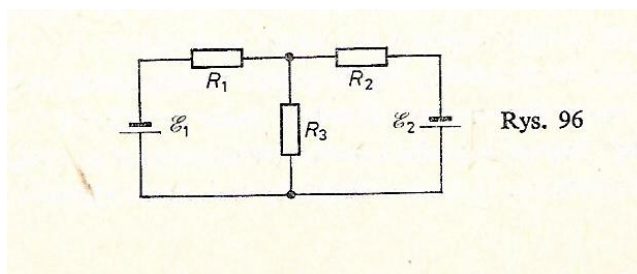 R₁
R₂
ℰ₁
R₃
ℰ₂
Rys. 96